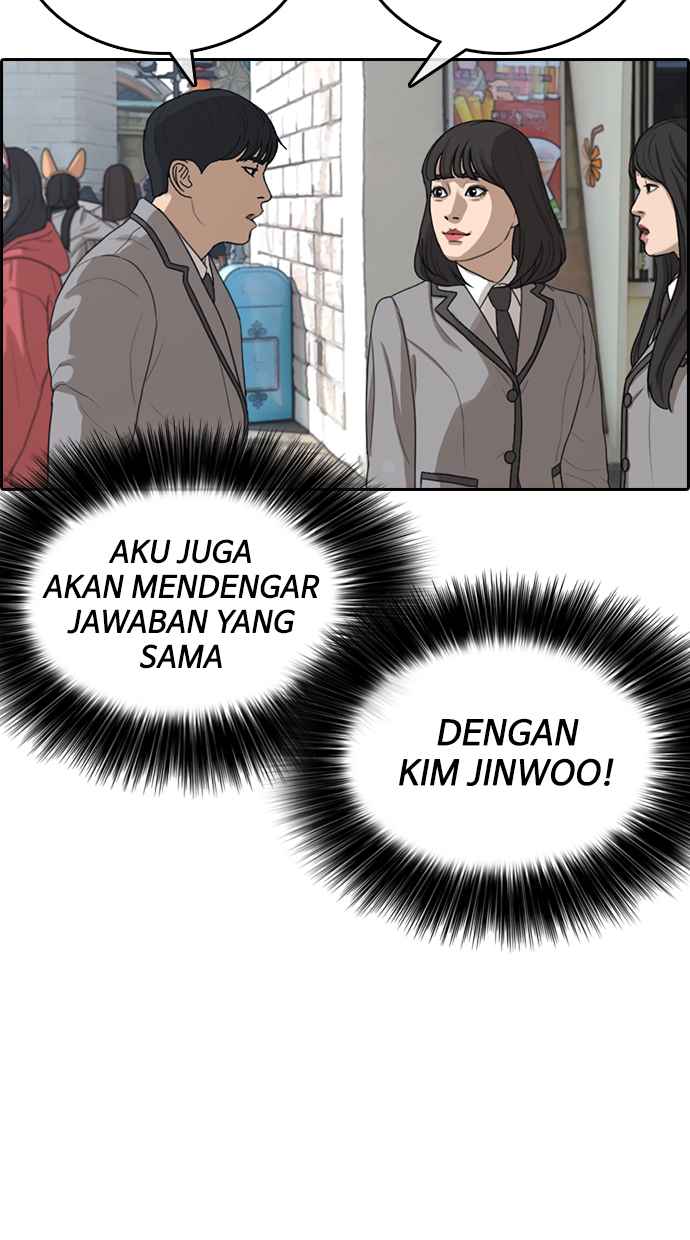 AKU JUGA
AKAN MENDENGAR
JAWABAN YANG
SAMA
DENGAN
KIM JINWOO!